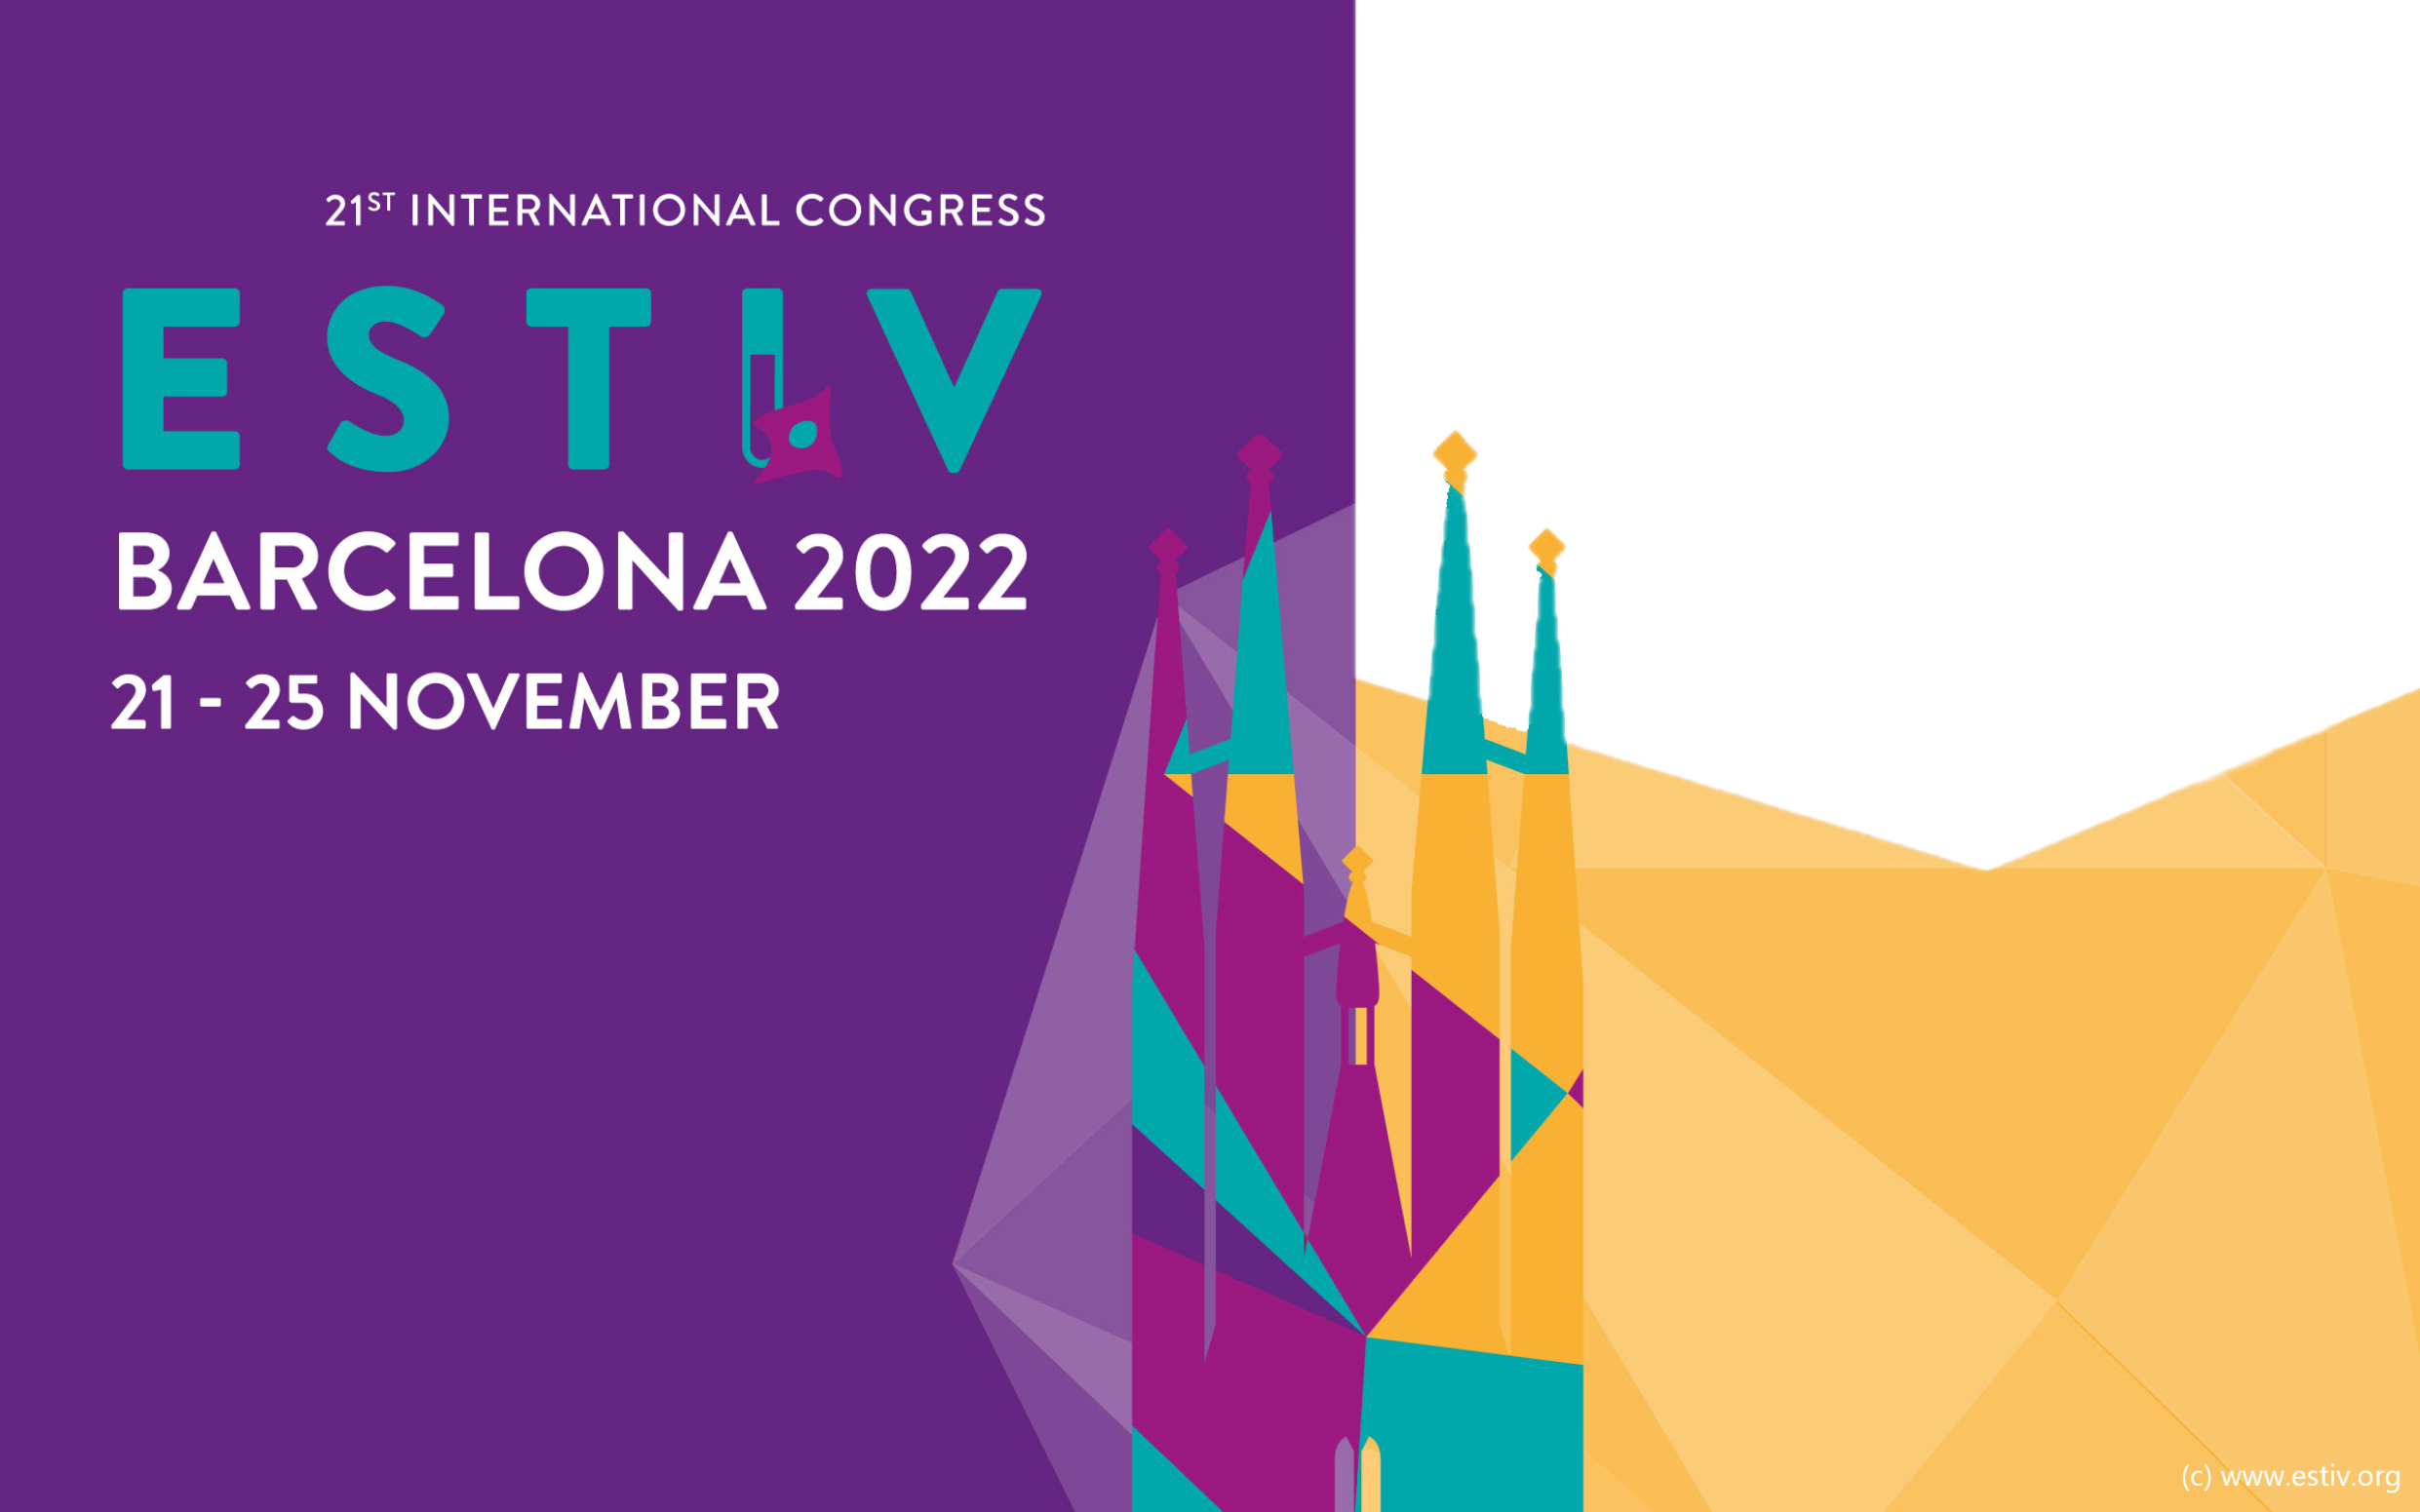 21ST INTERNATIONAL CONGRESS
ESTIV
BARCELONA 2022
21 - 25 NOVEMBER
(c) www.estiv.org